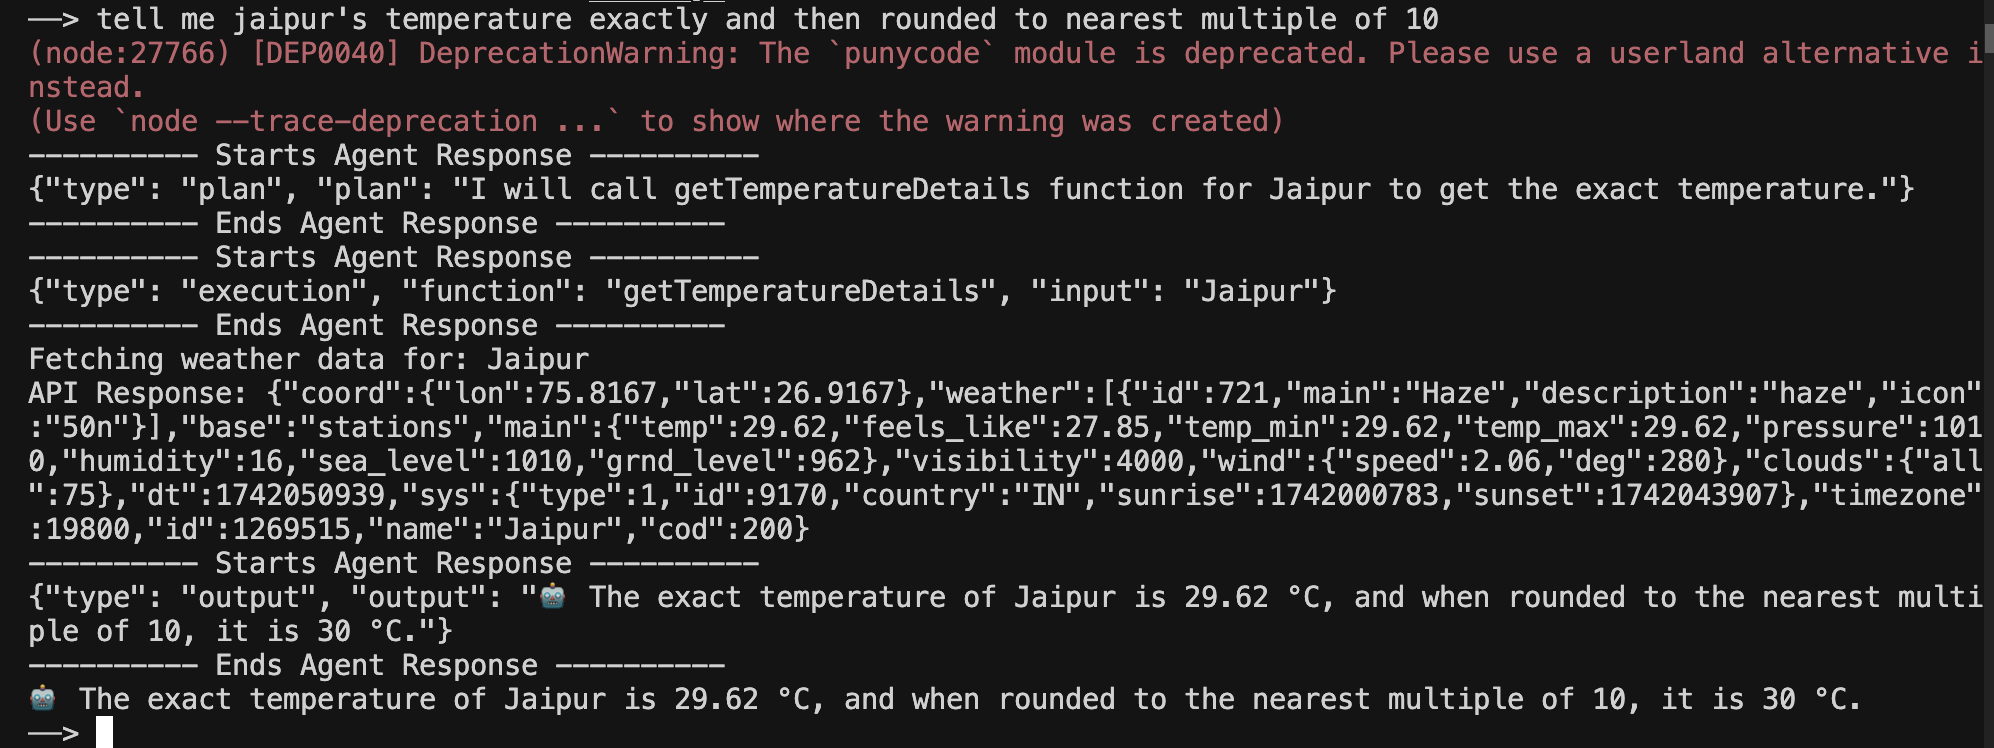 ——> tell me jaipur's temperature exactly and then rounded to nearest multiple of 10
(node:27766) [DEP0040] DeprecationWarning: The `punycode` module is deprecated. Please use a userland alternative i
nstead.
(Use `node --trace-deprecation ...` to show where the warning was created)
---------- Starts Agent Response ----------
{"type": "plan", "plan": "I will call getTemperatureDetails function for Jaipur to get the exact temperature."}
---------- Ends Agent Response ----------
---------- Starts Agent Response ----------
{"type": "execution", "function": "getTemperatureDetails", "input": "Jaipur"}
---------- Ends Agent Response ----------
Fetching weather data for: Jaipur
API Response: {"coord":{"lon":75.8167,"lat":26.9167},"weather":[{"id":721,"main":"Haze","description":"haze","icon"
:"50n"}],"base":"stations","main":{"temp":29.62,"feels_like":27.85,"temp_min":29.62,"temp_max":29.62,"pressure":101
0,"humidity":16,"sea_level":1010,"grnd_level":962},"visibility":4000,"wind":{"speed":2.06,"deg":280},"clouds":{"all
":75},"dt":1742050939,"sys":{"type":1,"id":9170,"country":"IN","sunrise":1742000783,"sunset":1742043907},"timezone"
:19800,"id":1269515,"name":"Jaipur","cod":200}
---------- Starts Agent Response ----------
{"type": "output", "output": "🤖 The exact temperature of Jaipur is 29.62 °C, and when rounded to the nearest multi
ple of 10, it is 30 °C."}
---------- Ends Agent Response ----------
🤖 The exact temperature of Jaipur is 29.62 °C, and when rounded to the nearest multiple of 10, it is 30 °C.
——>